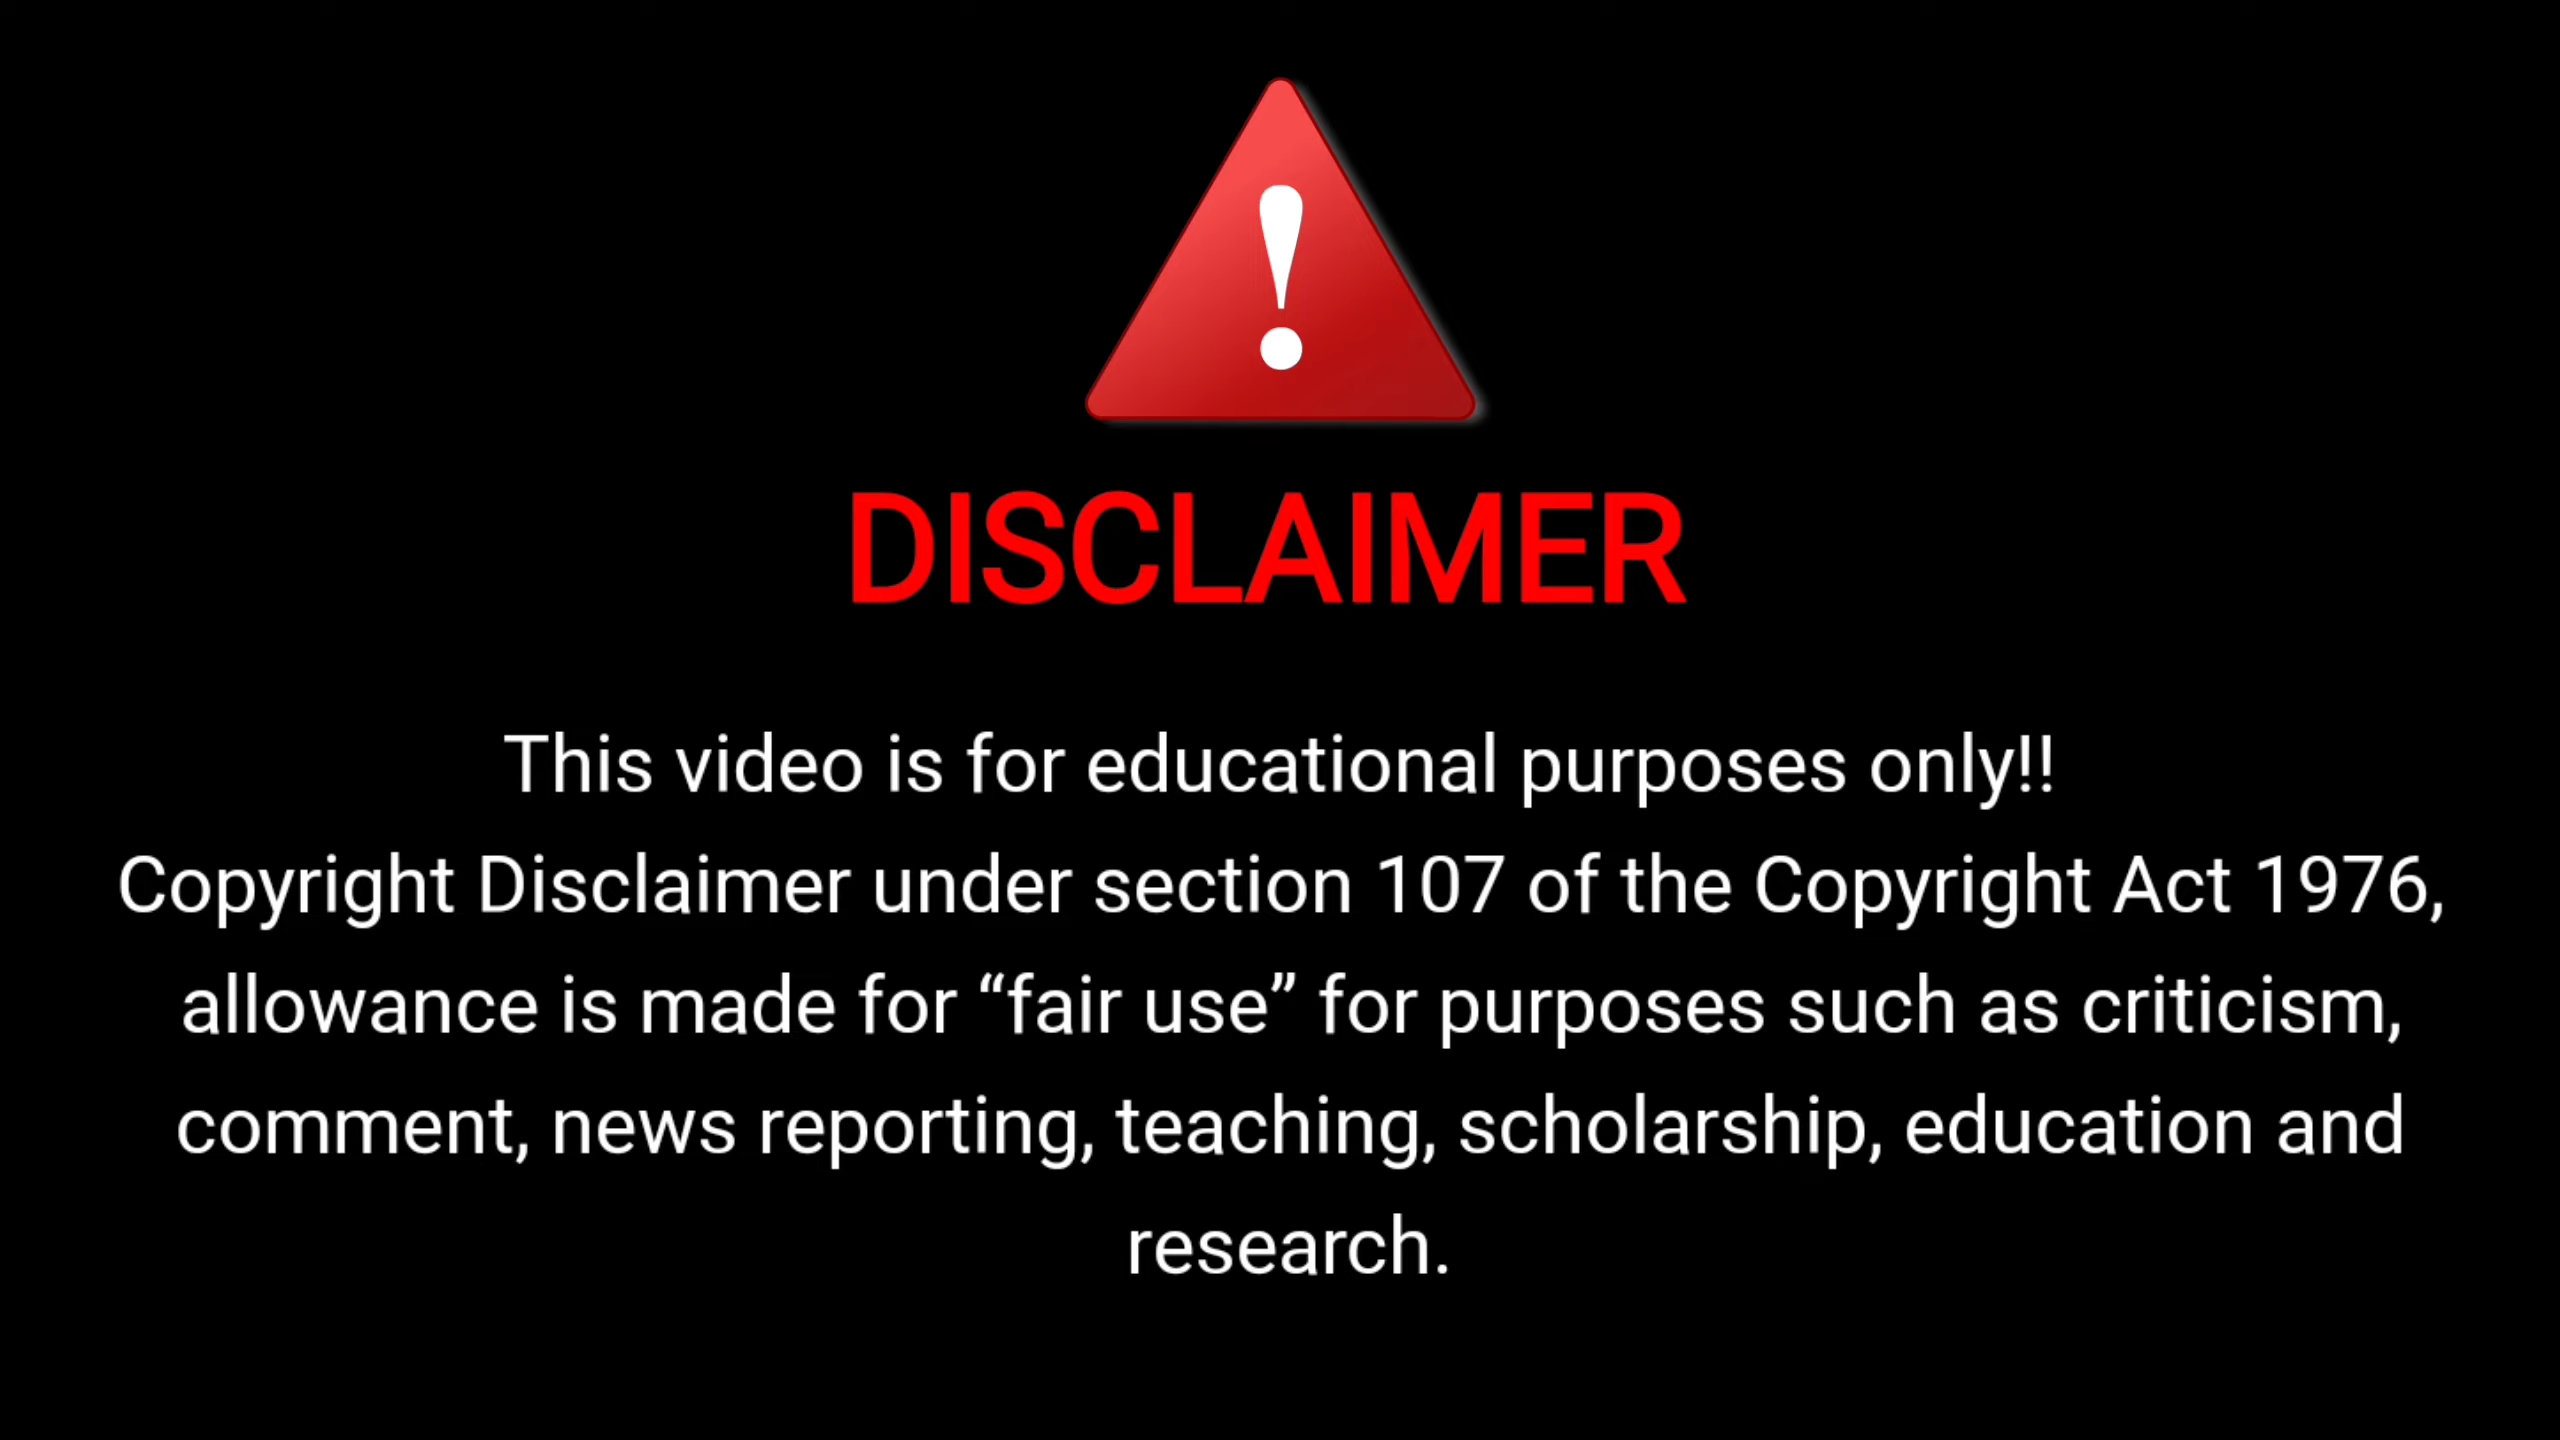 !
DISCLAIMER
This video is for educational purposes only!!
Copyright Disclaimer under section 107 of the Copyright Act 1976,
allowance is made for “fair use” for purposes such as criticism,
comment, news reporting, teaching, scholarship, education and
research.